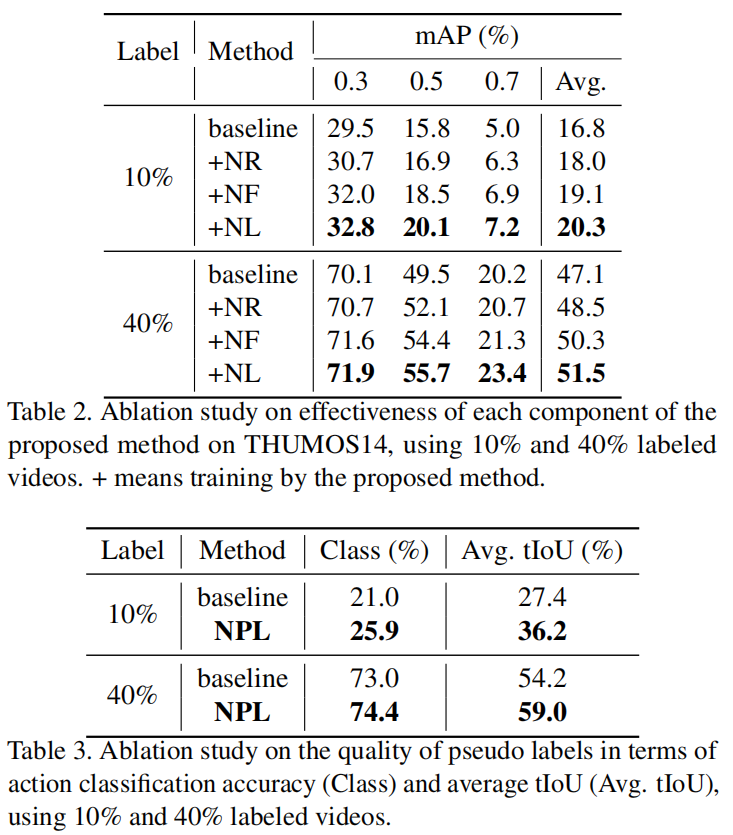 Label Method mAP (%)
0.3 0.5 0.7 Avg.
10% baseline 29.5 15.8 5.0 16.8
+NR 30.7 16.9 6.3 18.0
+NF 32.0 18.5 6.9 19.1
+NL 32.8 20.1 7.2 20.3
40% baseline 70.1 49.5 20.2 47.1
+NR 70.7 52.1 20.7 48.5
+NF 71.6 54.4 21.3 50.3
+NL 71.9 55.7 23.4 51.5
Table 2. Ablation study on effectiveness of each component of the
proposed method on THUMOS14, using 10% and 40% labeled
videos. + means training by the proposed method.
Label Method Class (%) Avg. tIoU (%)
10% baseline 21.0 27.4
NPL 25.9 36.2
40% baseline 73.0 54.2
NPL 74.4 59.0
Table 3. Ablation study on the quality of pseudo labels in terms of
action classification accuracy (Class) and average tIoU (Avg. tIoU),
using 10% and 40% labeled videos.